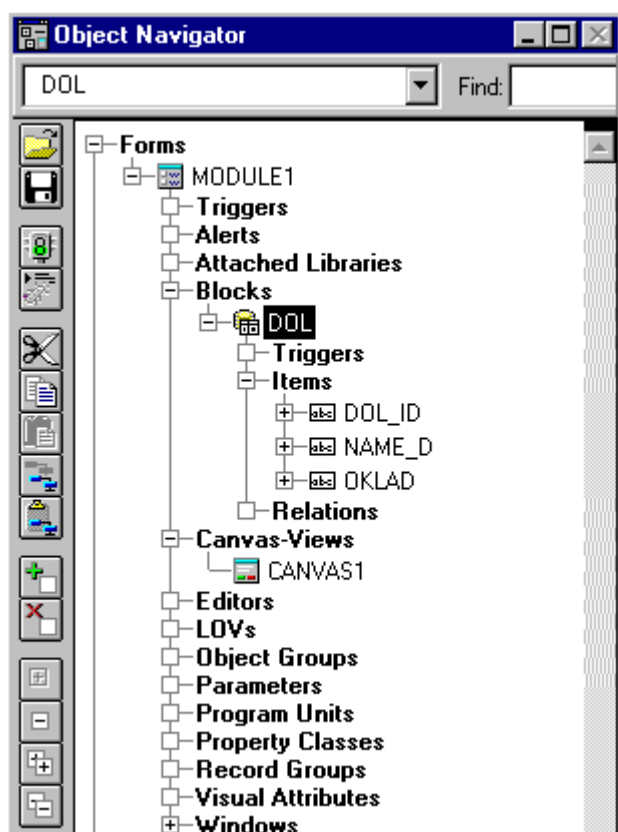 Object Navigator
DOL Find:
Forms
MODULE1
Triggers
Alerts
Attached Libraries
Blocks
DOL
Triggers
Items
DOL_ID
NAME_D
OKLAD
Relations
Canvas-Views
CANVAS1
Editors
LOVs
Object Groups
Parameters
Program Units
Property Classes
Record Groups
Visual Attributes
Windows